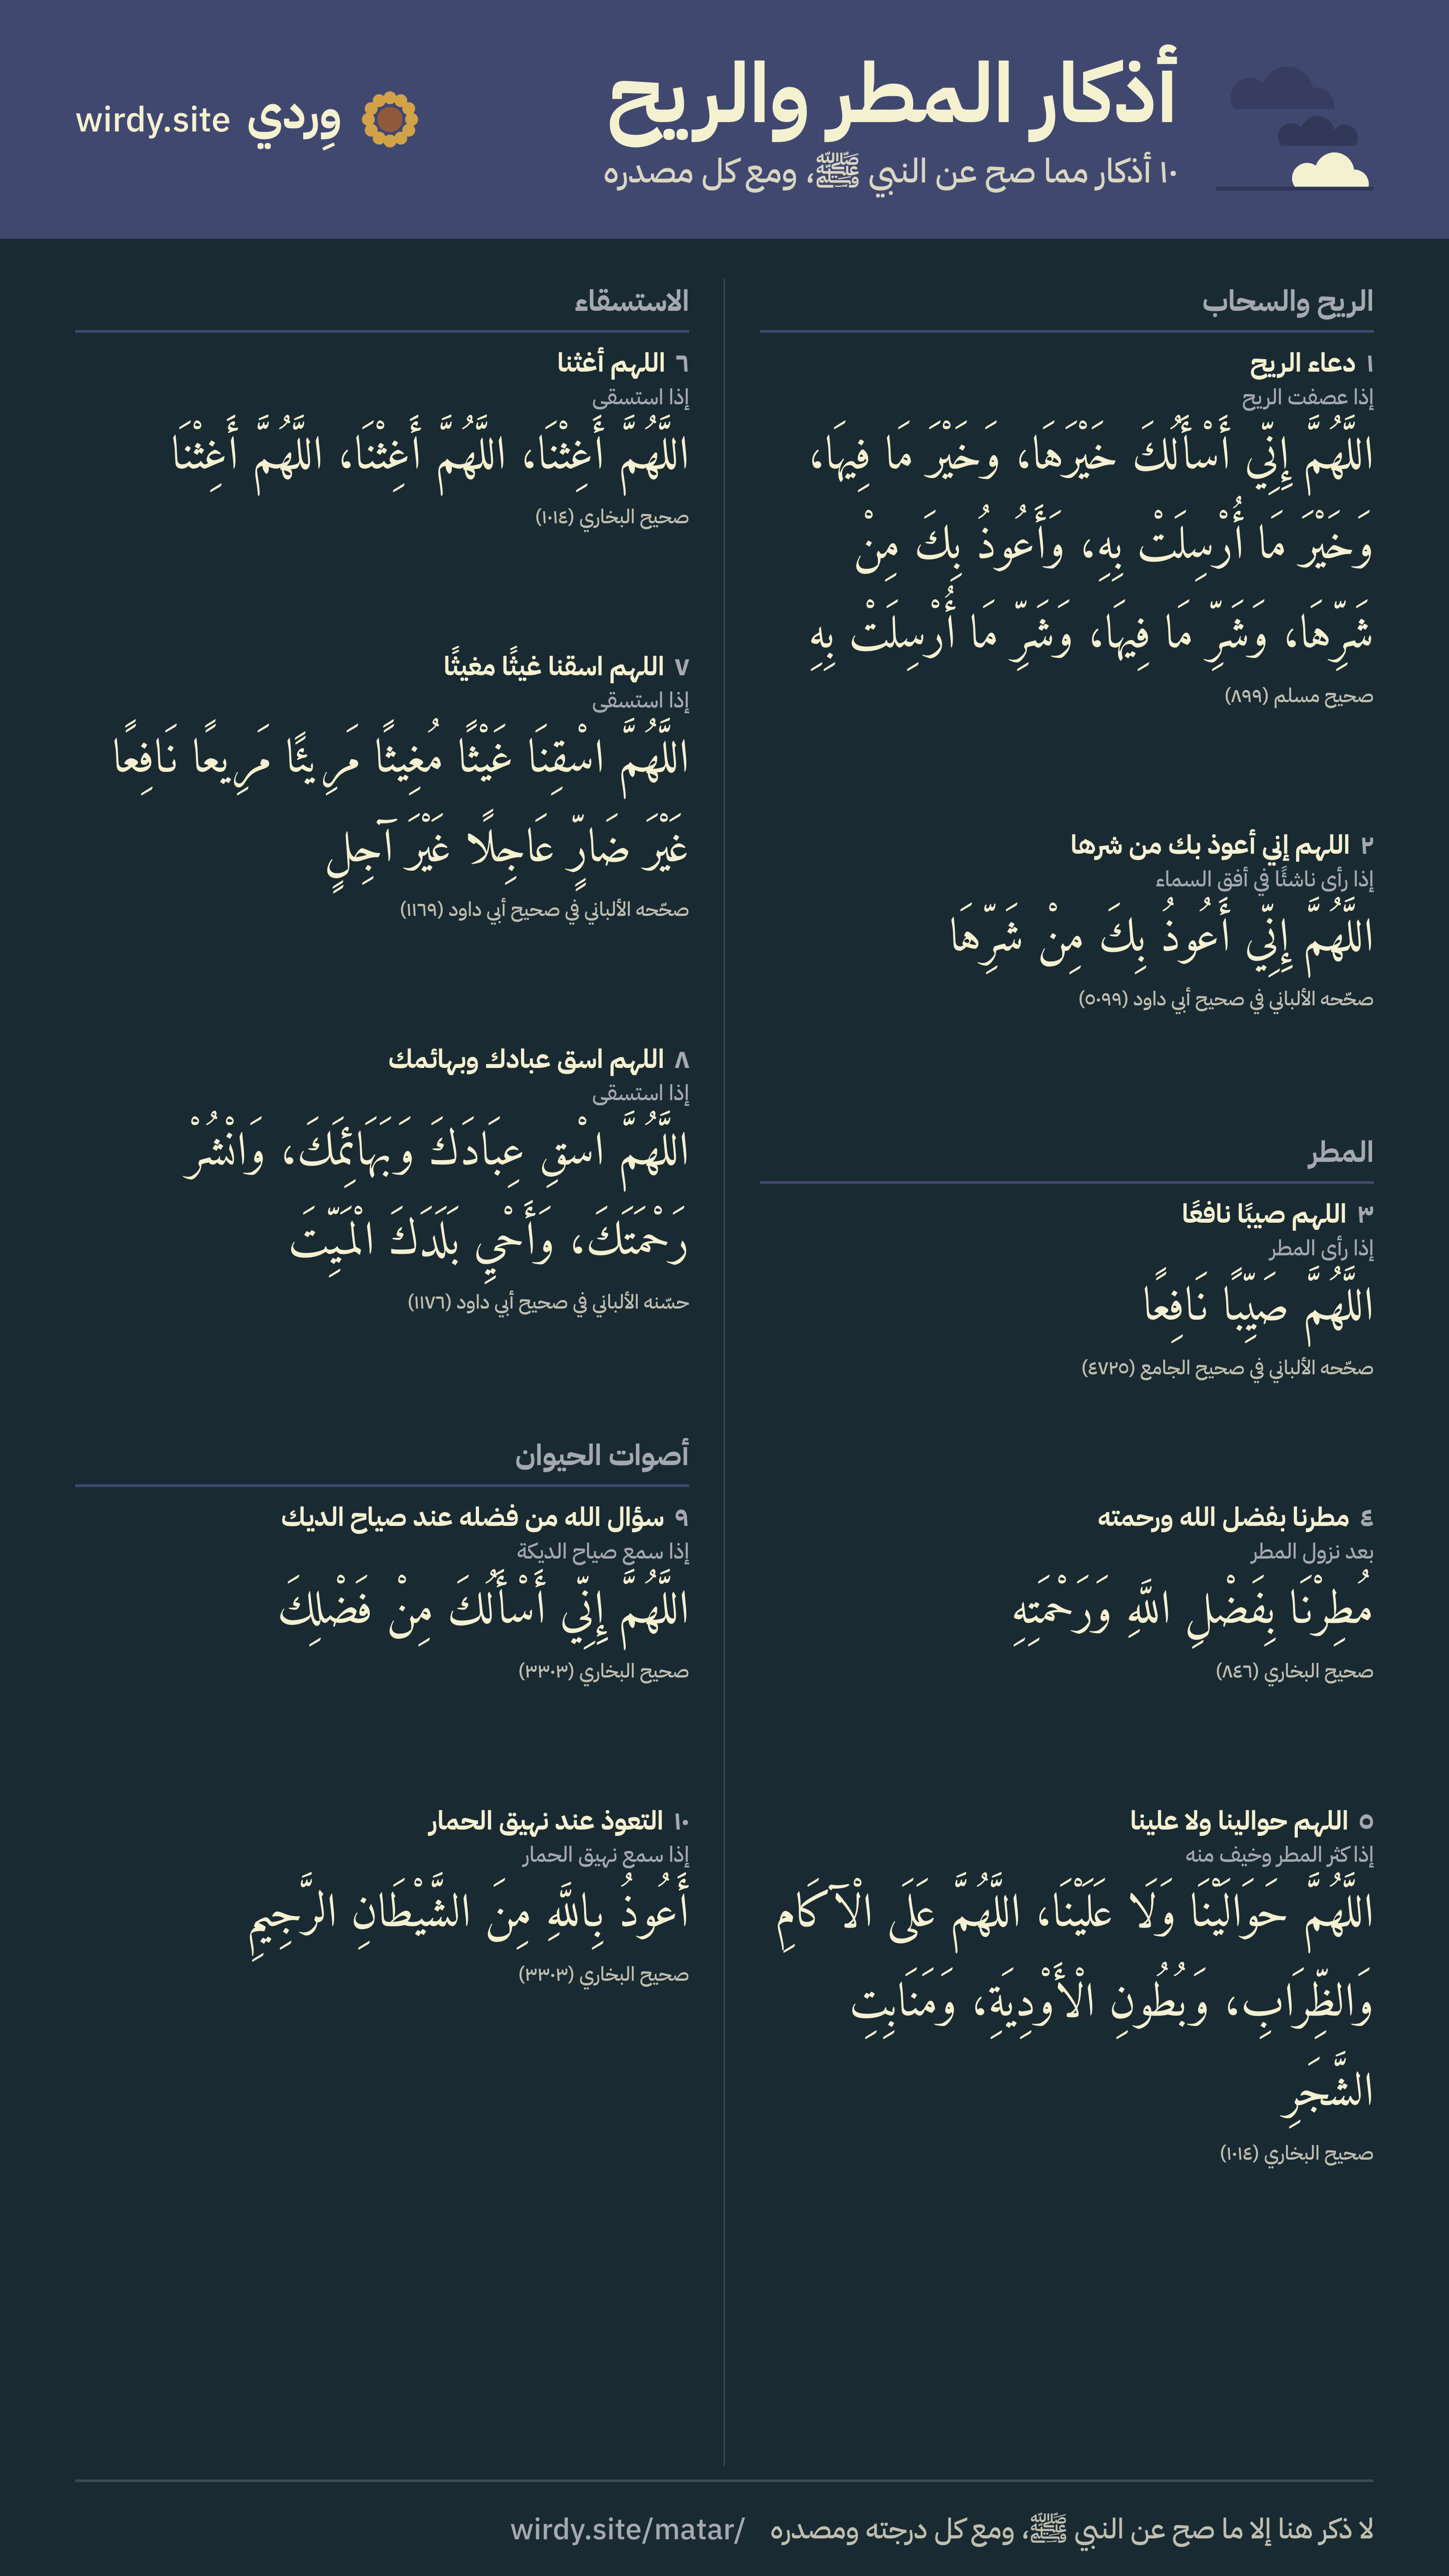 أذكار المطر والريح
١٠ أذكار مما صح عن النبي ﷺ، ومع كل مصدره
وِردي wirdy.site
الريح والسحاب
١ دعاء الريح
إذا عصفت الريح
اللَّهُمَّ إِنِّي أَسْأَلُكَ خَيْرَهَا، وَخَيْرَ مَا فِيهَا،
وَخَيْرَ مَا أُرْسِلَتْ بِهِ، وَأَعُوذُ بِكَ مِنْ
شَرِّهَا، وَشَرِّ مَا فِيهَا، وَشَرِّ مَا أُرْسِلَتْ بِهِ
صحيح مسلم (٨٩٩)
٢ اللهم إني أعوذ بك من شرها
إذا رأى ناشئًا في أفق السماء
اللَّهُمَّ إِنِّي أَعُوذُ بِكَ مِنْ شَرِّهَا
صحّحه الألباني في صحيح أبي داود (٥٠٩٩)
المطر
٣ اللهم صيبًا نافعًا
إذا رأى المطر
اللَّهُمَّ صَيِّبًا نَافِعًا
صحّحه الألباني في صحيح الجامع (٤٧٢٥)
٤ مطرنا بفضل الله ورحمته
بعد نزول المطر
مُطِرْنَا بِفَضْلِ اللَّهِ وَرَحْمَتِهِ
صحيح البخاري (٨٤٦)
٥ اللهم حوالينا ولا علينا
إذا كثر المطر وخيف منه
اللَّهُمَّ حَوَالَيْنَا وَلَا عَلَيْنَا، اللَّهُمَّ عَلَى الْآكَامِ
وَالظِّرَابِ، وَبُطُونِ الْأَوْدِيَةِ، وَمَنَابِتِ
الشَّجَرِ
صحيح البخاري (١٠١٤)
الاستسقاء
٦ اللهم أغثنا
إذا استسقى
اللَّهُمَّ أَغِثْنَا، اللَّهُمَّ أَغِثْنَا، اللَّهُمَّ أَغِثْنَا
صحيح البخاري (١٠١٤)
٧ اللهم اسقنا غيثًا مغيثًا
إذا استسقى
اللَّهُمَّ اسْقِنَا غَيْثًا مُغِيثًا مَرِيئًا مَرِيعًا نَافِعًا
غَيْرَ ضَارٍّ عَاجِلًا غَيْرَ آجِلٍ
صحّحه الألباني في صحيح أبي داود (١١٦٩)
٨ اللهم اسق عبادك وبهائمك
إذا استسقى
اللَّهُمَّ اسْقِ عِبَادَكَ وَبَهَائِمَكَ، وَانْشُرْ
رَحْمَتَكَ، وَأَحْيِ بَلَدَكَ الْمَيِّتَ
حسّنه الألباني في صحيح أبي داود (١١٧٦)
أصوات الحيوان
٩ سؤال الله من فضله عند صياح الديك
إذا سمع صياح الديكة
اللَّهُمَّ إِنِّي أَسْأَلُكَ مِنْ فَضْلِكَ
صحيح البخاري (٣٣٠٣)
١٠ التعوذ عند نهيق الحمار
إذا سمع نهيق الحمار
أَعُوذُ بِاللَّهِ مِنَ الشَّيْطَانِ الرَّجِيمِ
صحيح البخاري (٣٣٠٣)
لا ذكر هنا إلا ما صح عن النبي ﷺ، ومع كل درجته ومصدره wirdy.site/matar/